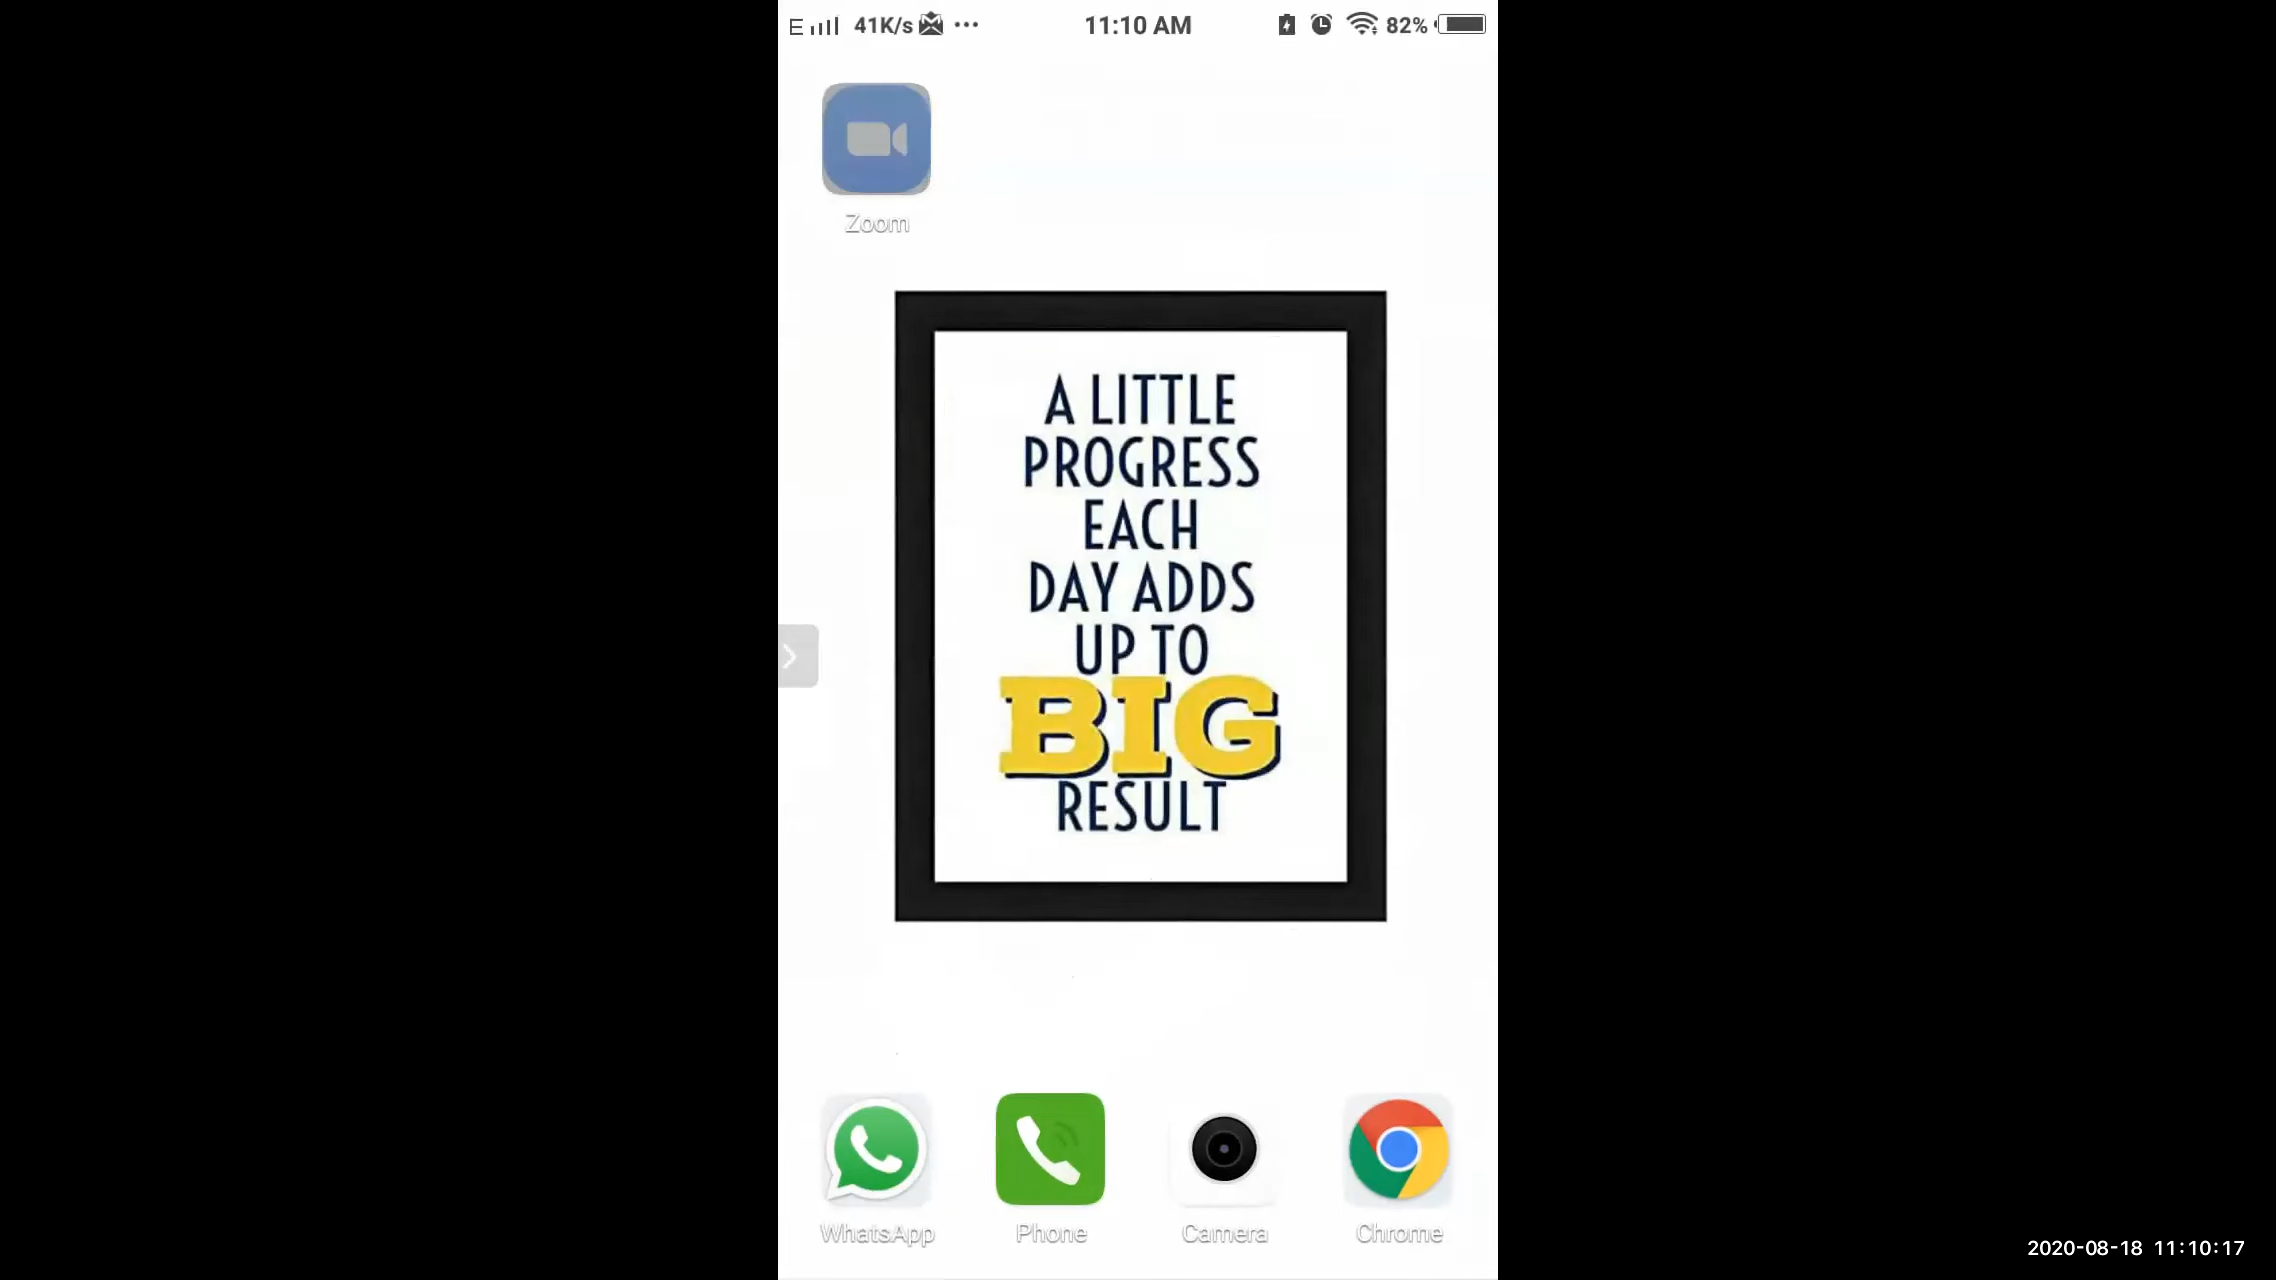 E 41K/s ... 11:10 AM 82%
Zoom
A LITTLE
PROGRESS
EACH
DAY ADDS
UP TO
BIG
RESULT
WhatsApp Phone Camera Chrome
2020-08-18 11:10:17